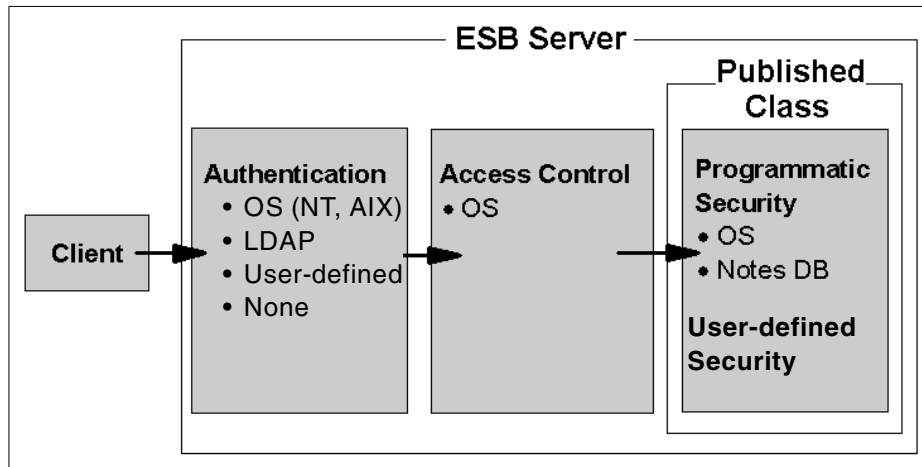 ESB Server
Published
Class
Client
Authentication
• OS (NT, AIX)
• LDAP
• User-defined
• None
Access Control
• OS
Programmatic
Security
• OS
• Notes DB
User-defined
Security